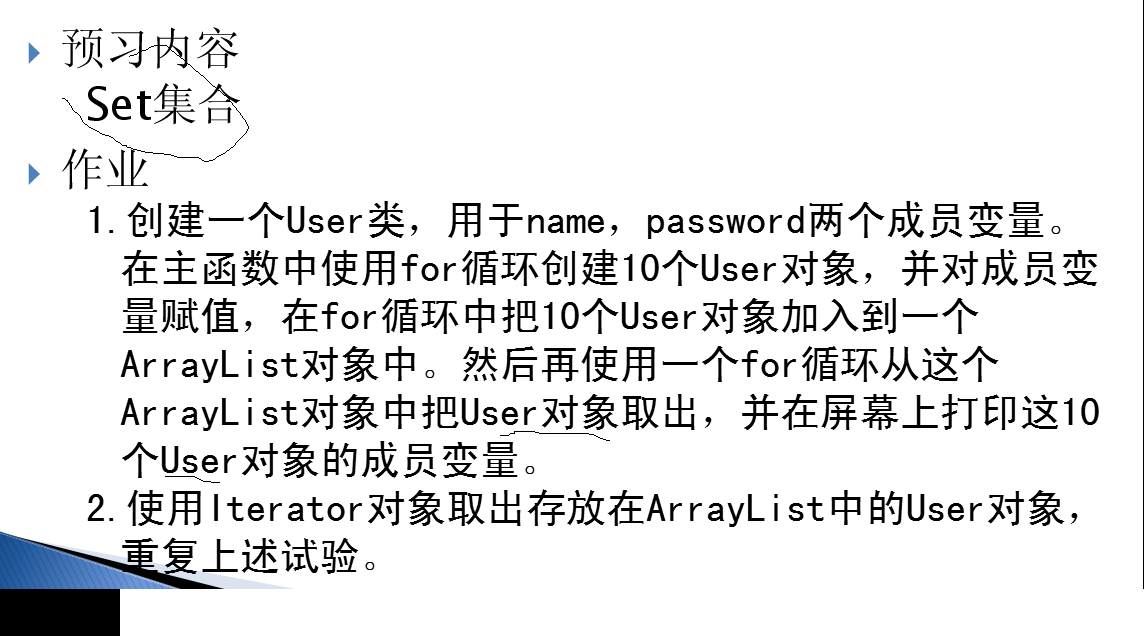 预习内容
Set集合
作业
1.创建一个User类，用于name，password两个成员变量。
在主函数中使用for循环创建10个User对象，并对成员变
量赋值，在for循环中把10个User对象加入到一个
ArrayList对象中。然后再使用一个for循环从这个
ArrayList对象中把User对象取出，并在屏幕上打印这10
个User对象的成员变量。
2.使用Iterator对象取出存放在ArrayList中的User对象，
重复上述试验。